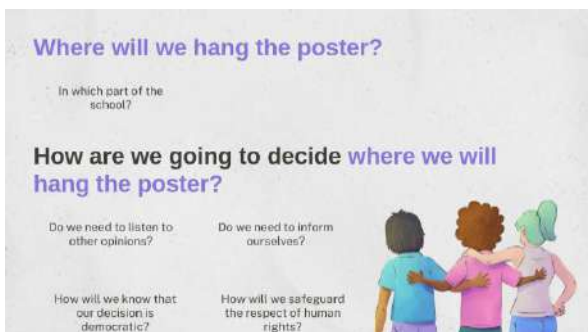 Where will we hang the poster?
In which part of the
school?
How are we going to decide where we will
hang the poster?
Do we need to listen to
other opinions?
Do we need to inform
ourselves?
How will we know that
our decision is
democratic?
How will we safeguard
the respect of human
rights?